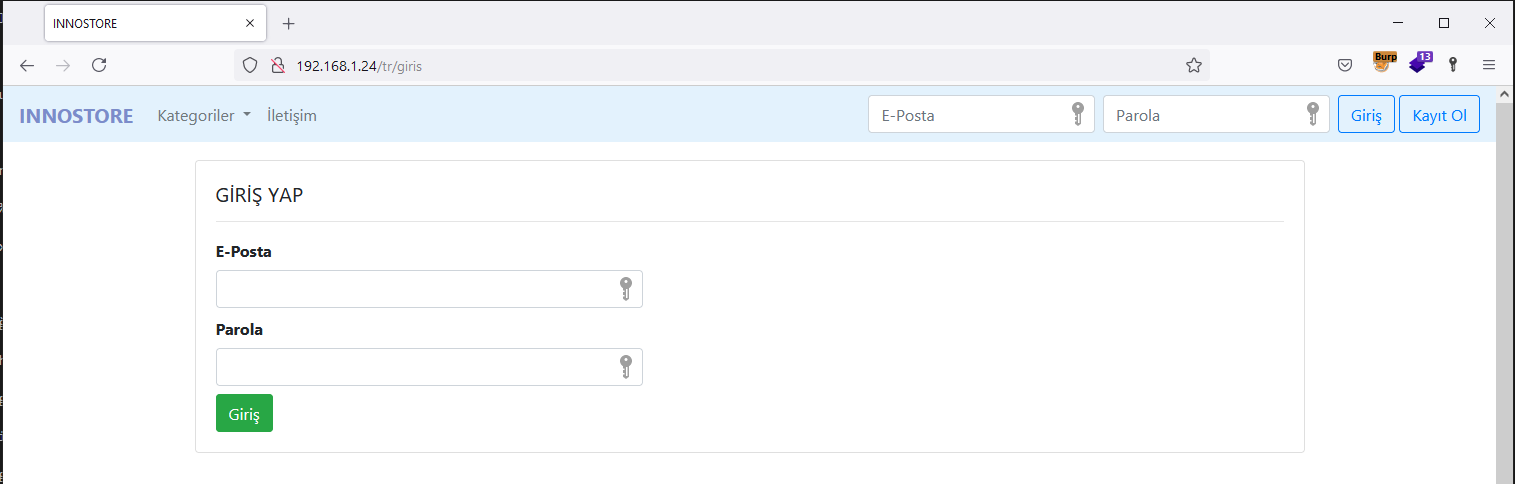 INNOSTORE
192.168.1.24/tr/giris
Burp
13
INNOSTORE Kategoriler İletişim E-Posta Parola Giriş Kayıt Ol
GİRİŞ YAP
E-Posta
Parola
Giriş